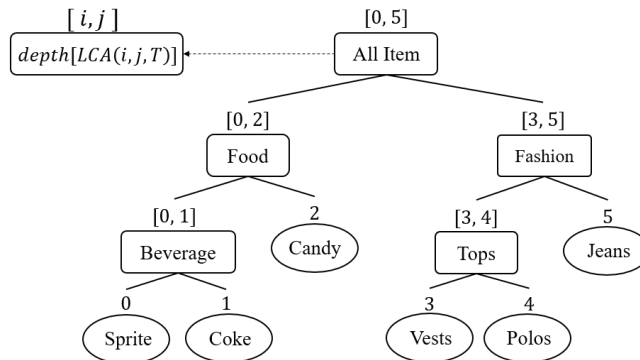 [ i, j ]
[0, 5]
depth[LCA(i, j, T)]
All Item
[0, 2]
[3, 5]
Food
Fashion
[0, 1]
2
[3, 4]
5
Beverage
Candy
Tops
Jeans
0
1
3
4
Sprite
Coke
Vests
Polos